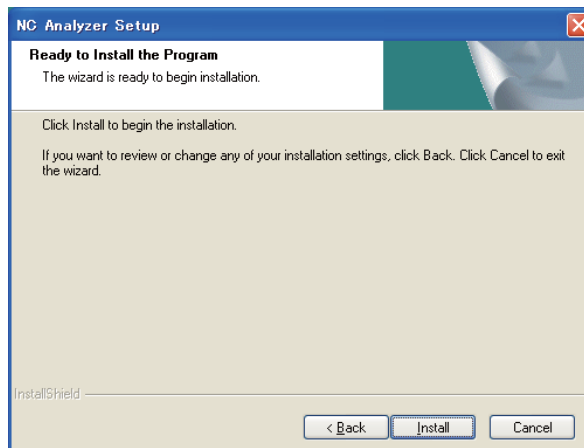 NC Analyzer Setup
Ready to Install the Program
The wizard is ready to begin installation.
Click Install to begin the installation.
If you want to review or change any of your installation settings, click Back. Click Cancel to exit
the wizard.
InstallShield
< Back Install Cancel